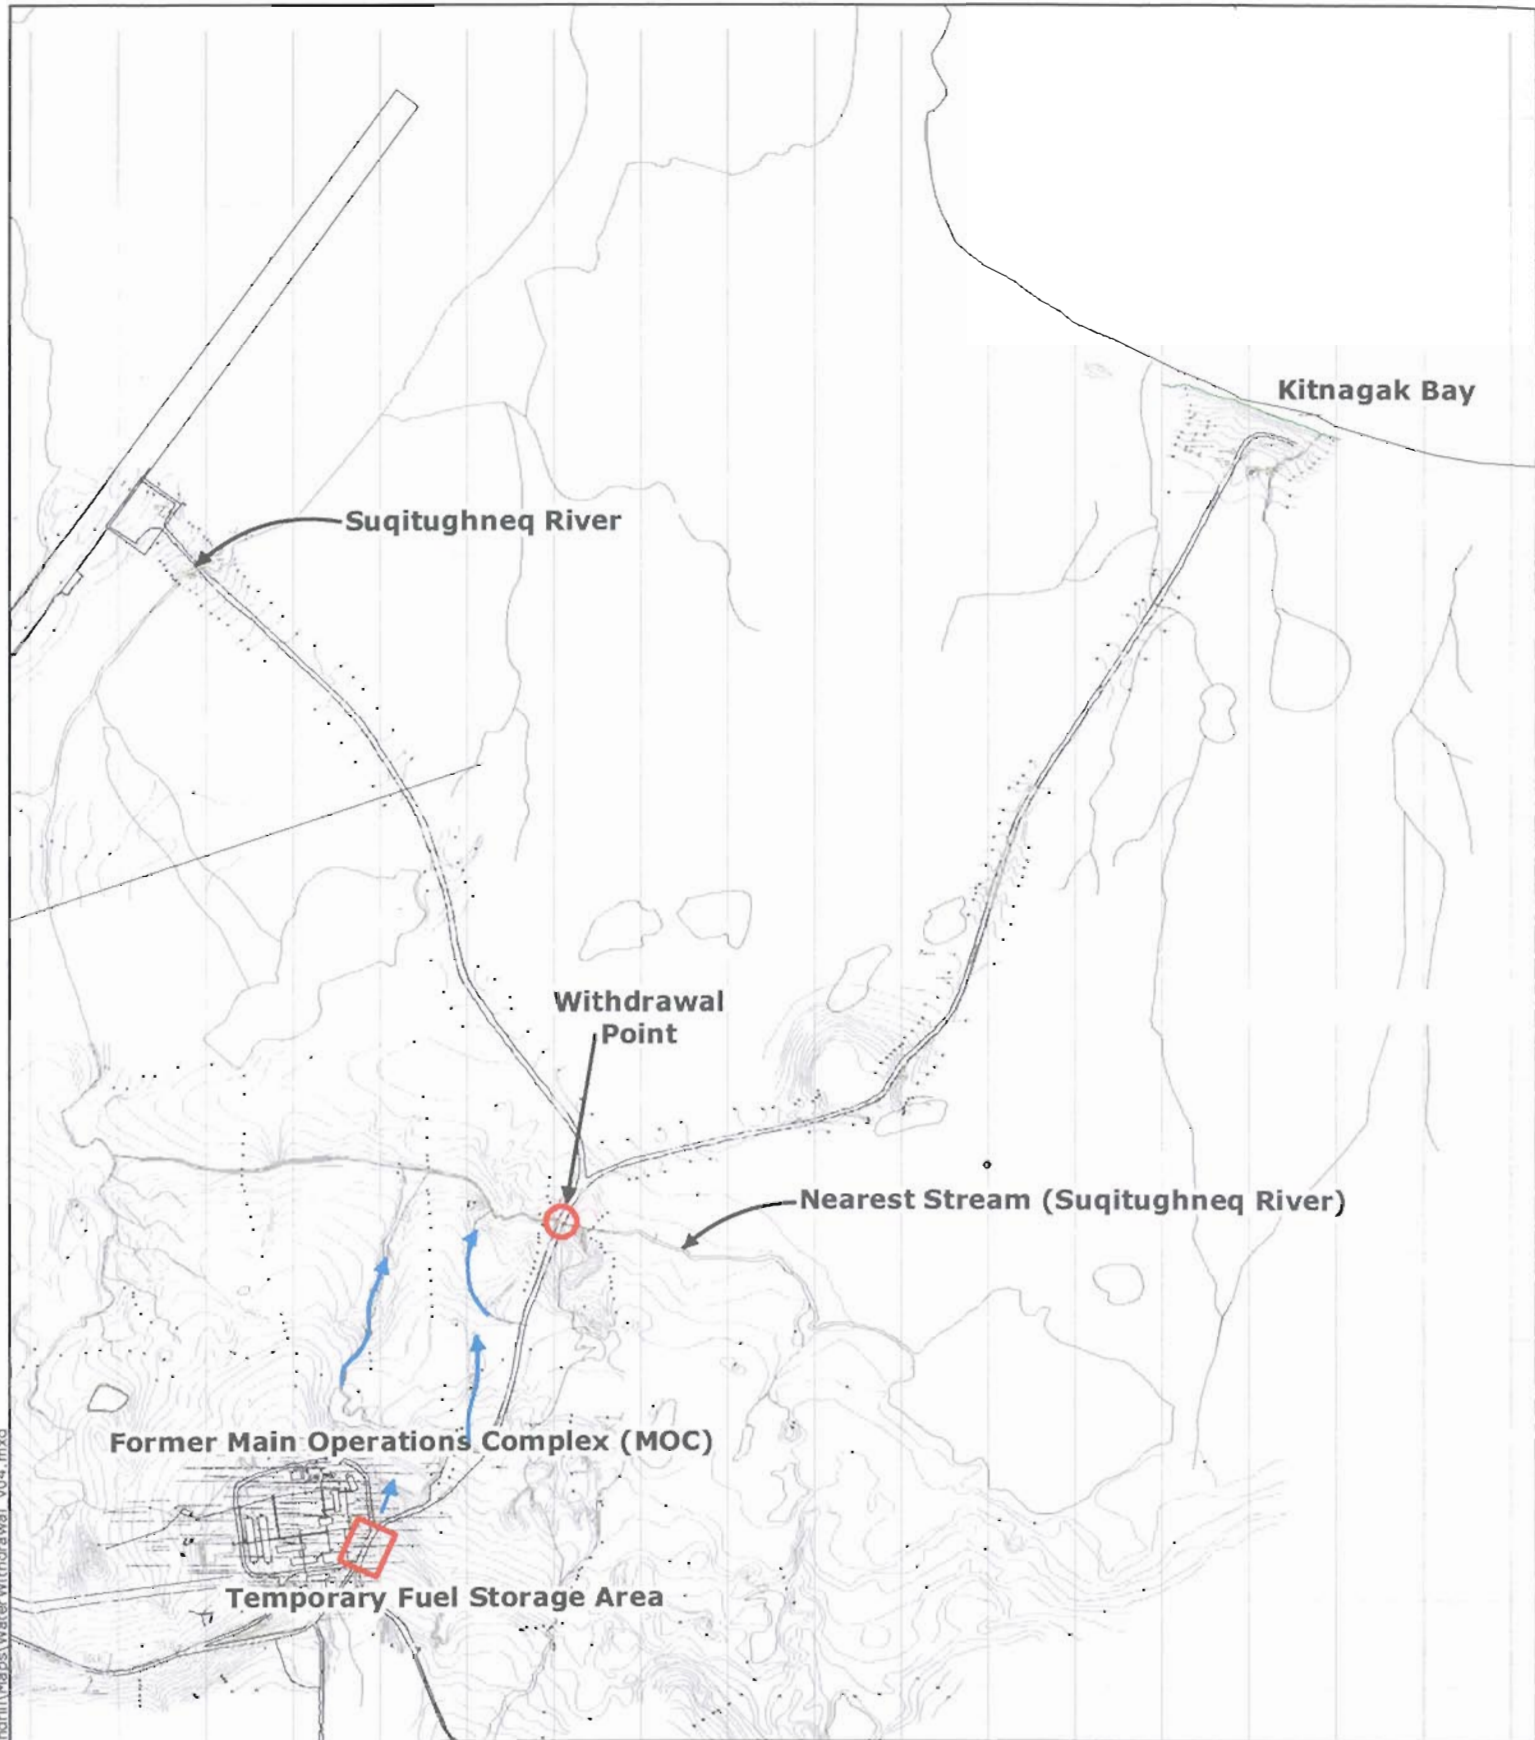 Kitnagak Bay
Suqitughneq River
Withdrawal
Point
Nearest Stream (Suqitughneq River)
Former Main Operations Complex (MOC)
Temporary Fuel Storage Area